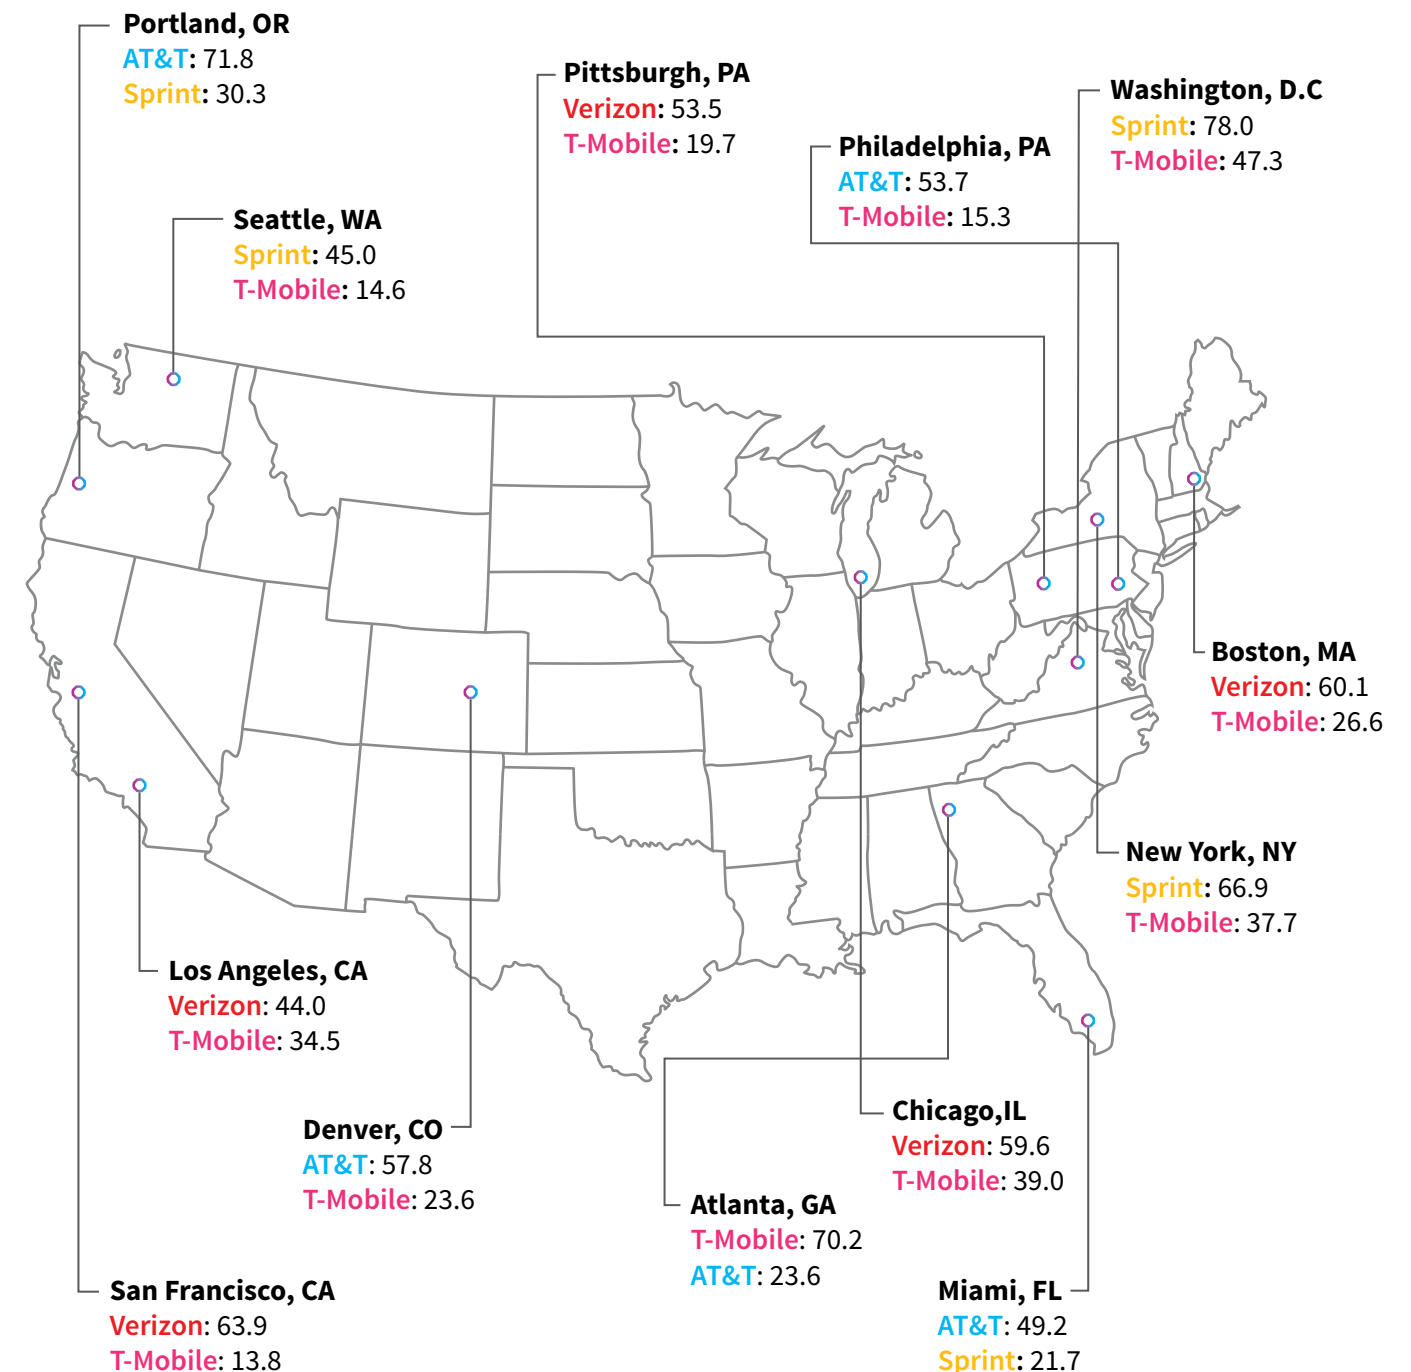 Portland, OR
AT&T: 71.8
Sprint: 30.3
Pittsburgh, PA
Verizon: 53.5
T-Mobile: 19.7
Washington, D.C
Sprint: 78.0
T-Mobile: 47.3
Philadelphia, PA
AT&T: 53.7
T-Mobile: 15.3
Seattle, WA
Sprint: 45.0
T-Mobile: 14.6
Boston, MA
Verizon: 60.1
T-Mobile: 26.6
New York, NY
Sprint: 66.9
T-Mobile: 37.7
Los Angeles, CA
Verizon: 44.0
T-Mobile: 34.5
Denver, CO
AT&T: 57.8
T-Mobile: 23.6
Chicago,IL
Verizon: 59.6
T-Mobile: 39.0
Atlanta, GA
T-Mobile: 70.2
AT&T: 23.6
San Francisco, CA
Verizon: 63.9
T-Mobile: 13.8
Miami, FL
AT&T: 49.2
Sprint: 21.7